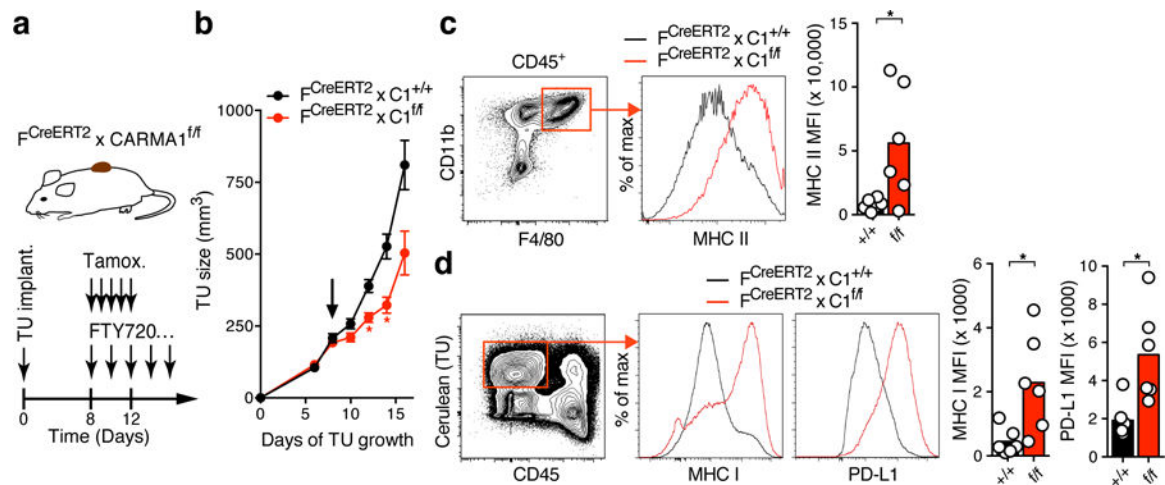 a
F^CreERT2 x CARMA1^f/f
TU implant.
Tamox.
FTY720...
0
8
12
Time (Days)
b
F^CreERT2 x C1^+/+
F^CreERT2 x C1^f/f
TU size (mm³)
1000
750
500
250
0
*
*
0
5
10
15
Days of TU growth
c
F^CreERT2 x C1^+/+
F^CreERT2 x C1^f/f
CD45⁺
CD11b
F4/80
% of max
MHC II
MHC II MFI (x 10,000)
15
10
5
0
*
+/+
f/f
d
F^CreERT2 x C1^+/+
F^CreERT2 x C1^f/f
Cerulean (TU)
CD45
% of max
MHC I
PD-L1
MHC I MFI (x 1000)
6
4
2
0
*
+/+
f/f
PD-L1 MFI (x 1000)
10
8
6
4
2
0
*
+/+
f/f